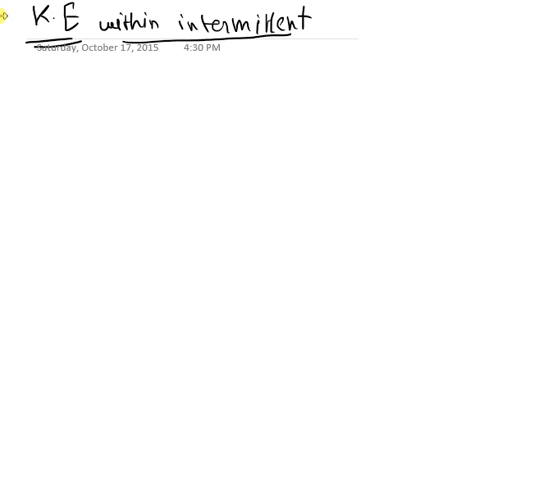 K.E within intermittent
Saturday, October 17, 2015 4:30 PM